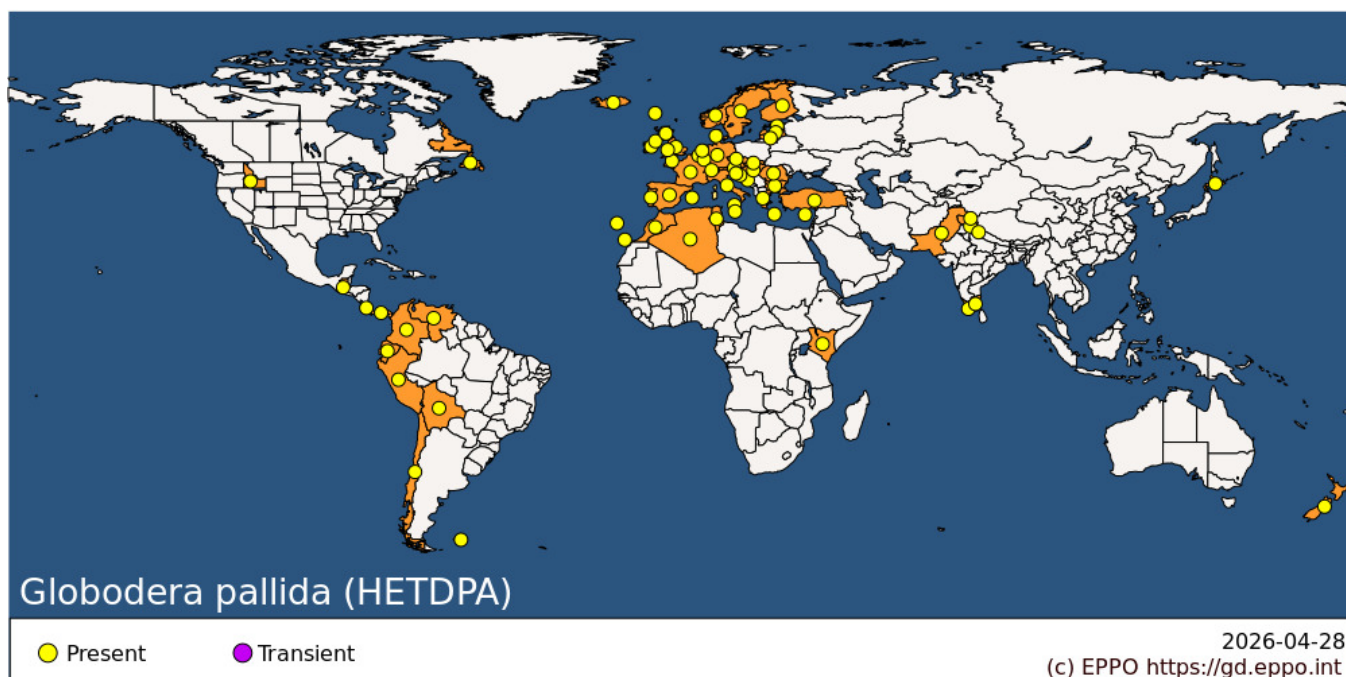 Globodera pallida (HETDPA)
Present
Transient
2026-04-28
(c) EPPO https://gd.eppo.int